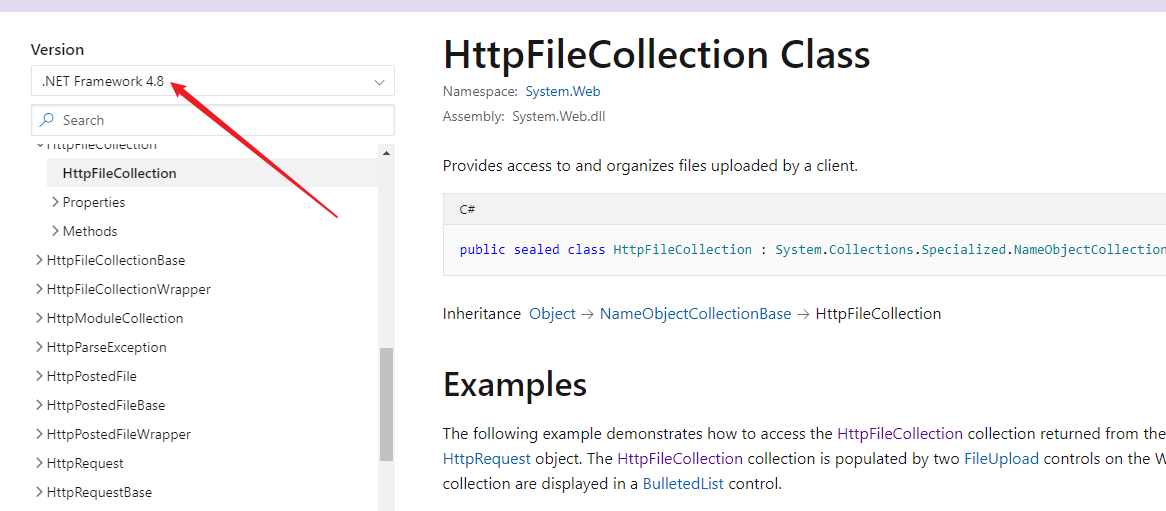 Version
.NET Framework 4.8
Search
HttpFileCollection
HttpFileCollection
Properties
Methods
HttpFileCollectionBase
HttpFileCollectionWrapper
HttpModuleCollection
HttpParseException
HttpPostedFile
HttpPostedFileBase
HttpPostedFileWrapper
HttpRequest
HttpRequestBase
HttpFileCollection Class
Namespace: System.Web
Assembly: System.Web.dll
Provides access to and organizes files uploaded by a client.
C#
public sealed class HttpFileCollection : System.Collections.Specialized.NameObjectCollection
Inheritance Object → NameObjectCollectionBase → HttpFileCollection
Examples
The following example demonstrates how to access the HttpFileCollection collection returned from the
HttpRequest object. The HttpFileCollection collection is populated by two FileUpload controls on the W
collection are displayed in a BulletedList control.